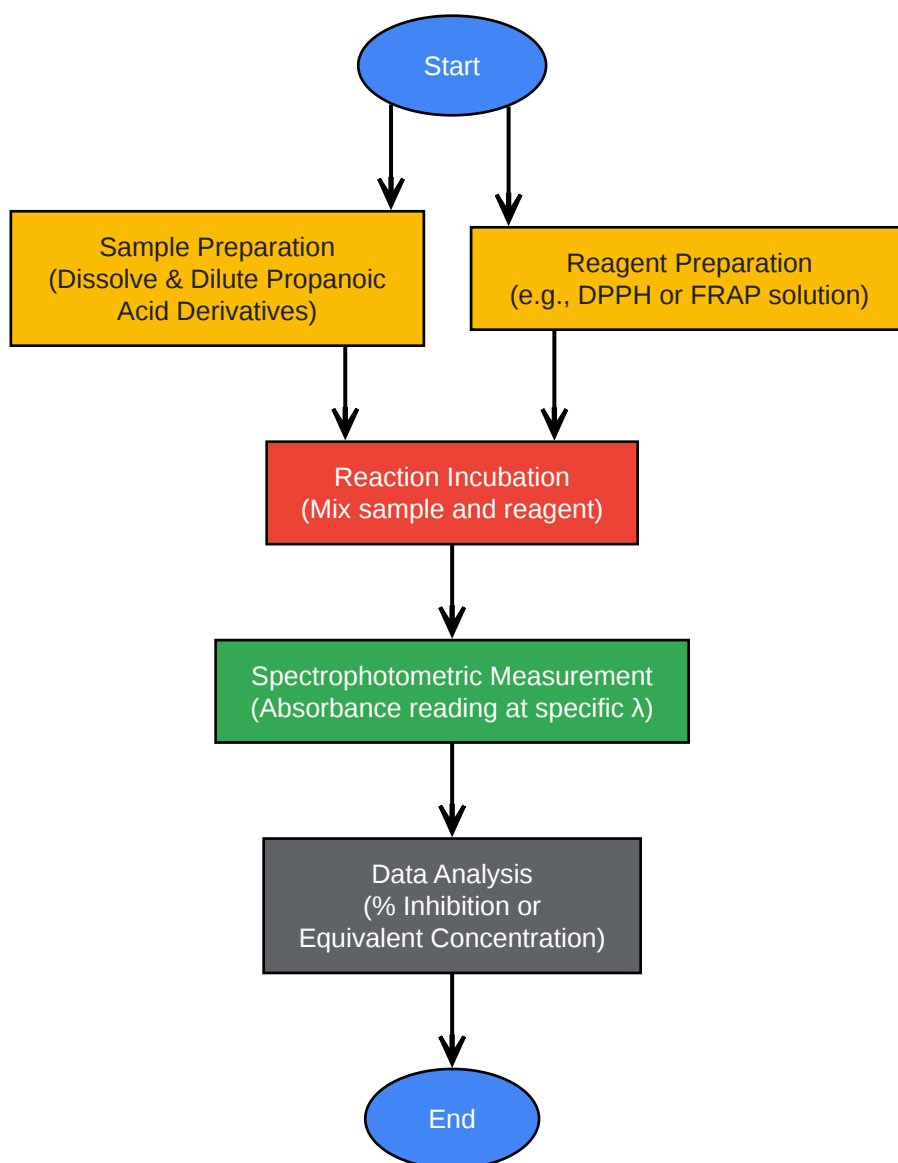 Start
Sample Preparation
(Dissolve & Dilute Propanoic
Acid Derivatives)
Reagent Preparation
(e.g., DPPH or FRAP solution)
Reaction Incubation
(Mix sample and reagent)
Spectrophotometric Measurement
(Absorbance reading at specific λ)
Data Analysis
(% Inhibition or
Equivalent Concentration)
End